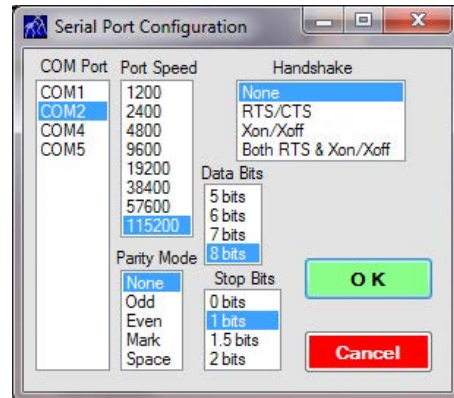 Serial Port Configuration
COM Port
COM1
COM2
COM4
COM5
Port Speed
1200
2400
4800
9600
19200
38400
57600
115200
Handshake
None
RTS/CTS
Xon/Xoff
Both RTS & Xon/Xoff
Data Bits
5 bits
6 bits
7 bits
8 bits
Parity Mode
None
Odd
Even
Mark
Space
Stop Bits
0 bits
1 bits
1.5 bits
2 bits
O K
Cancel